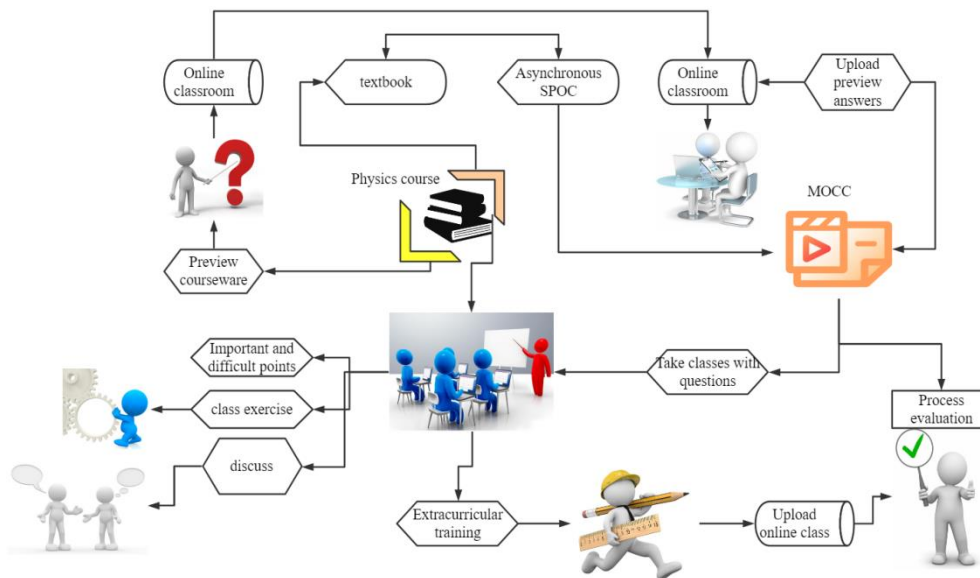 Online
classroom
textbook
Asynchronous
SPOC
Online
classroom
Upload
preview
answers
Physics course
MOCC
Preview
courseware
Important and
difficult points
Take classes with
questions
class exercise
Process
evaluation
discuss
Extracurricular
training
Upload
online class